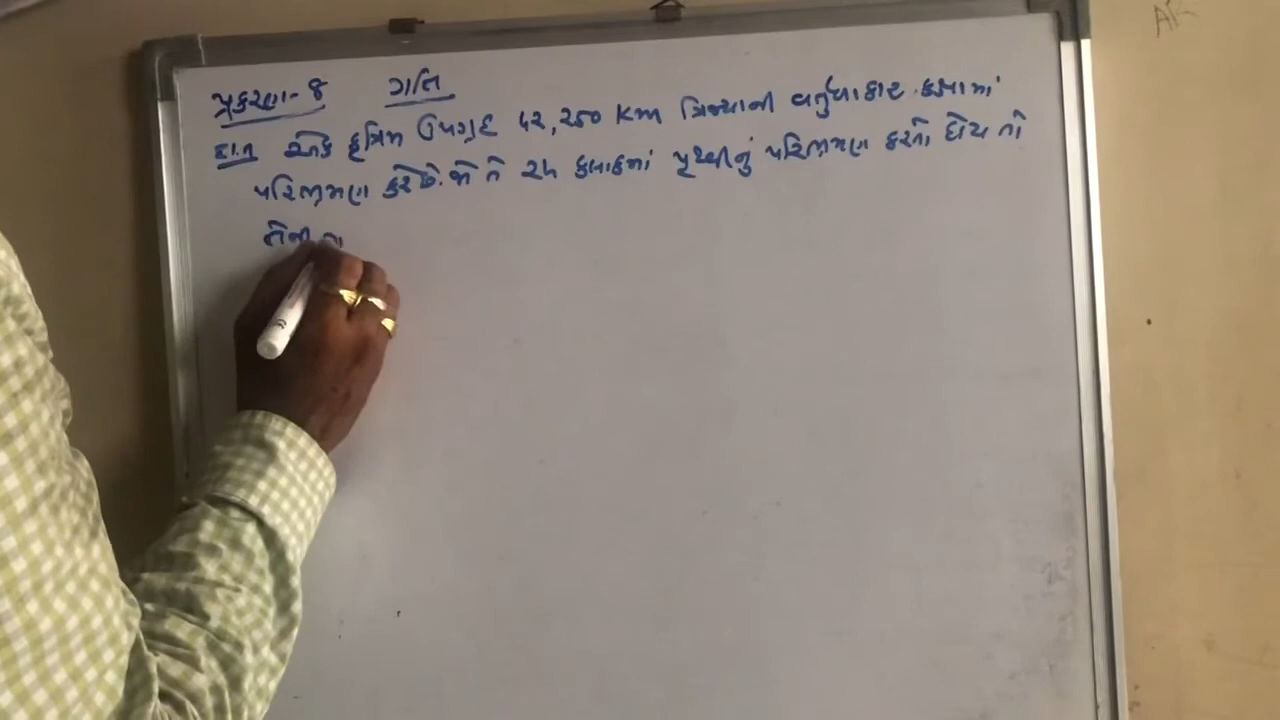 પ્રકરણ-૮ ગતિ
દા.ત એક કૃત્રિમ ઉપગ્રહ ૪૨,૨૫૦ Km ત્રિજ્યાની વર્તુળાકાર કક્ષામાં
પરિભ્રમણ કરે છે. જો તે ૨૪ કલાકમાં પૃથ્વીનું પરિભ્રમણ કરતો હોય તો
તેની